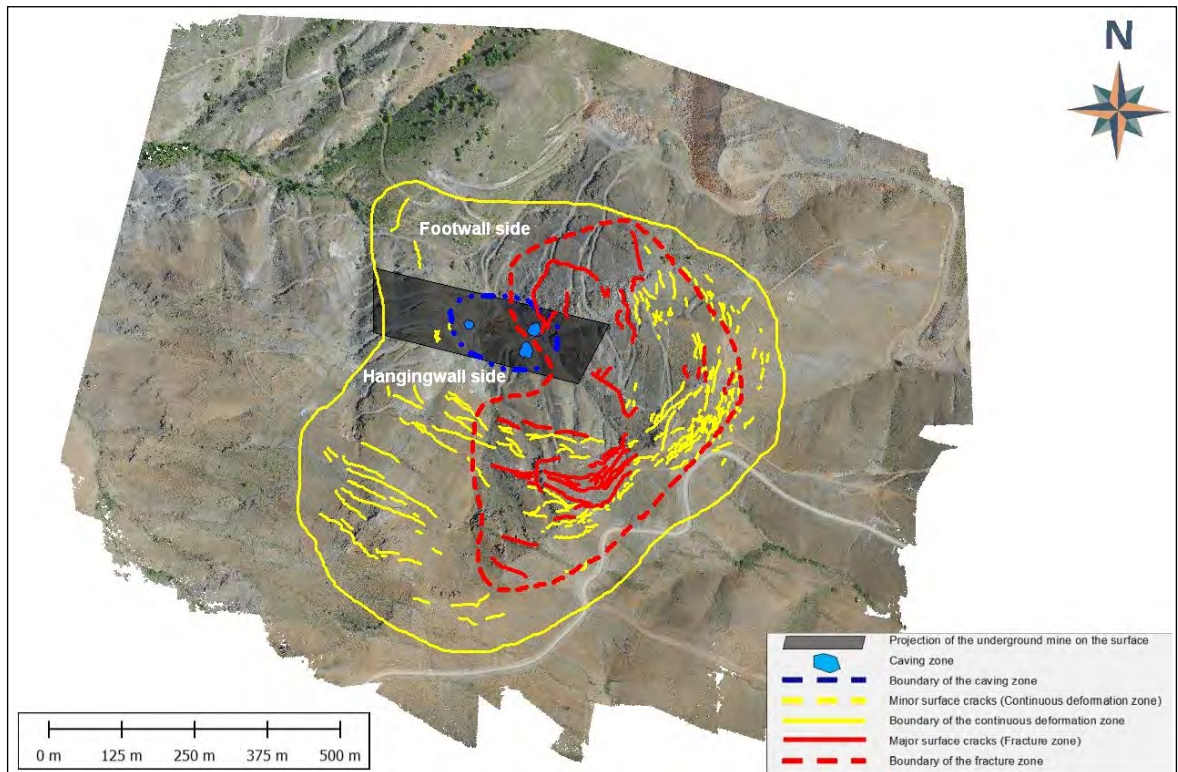 N
Footwall side
Hangingwall side
Projection of the underground mine on the surface
Caving zone
Boundary of the caving zone
Minor surface cracks (Continuous deformation zone)
Boundary of the continuous deformation zone
Major surface cracks (Fracture zone)
Boundary of the fracture zone
0 m 125 m 250 m 375 m 500 m